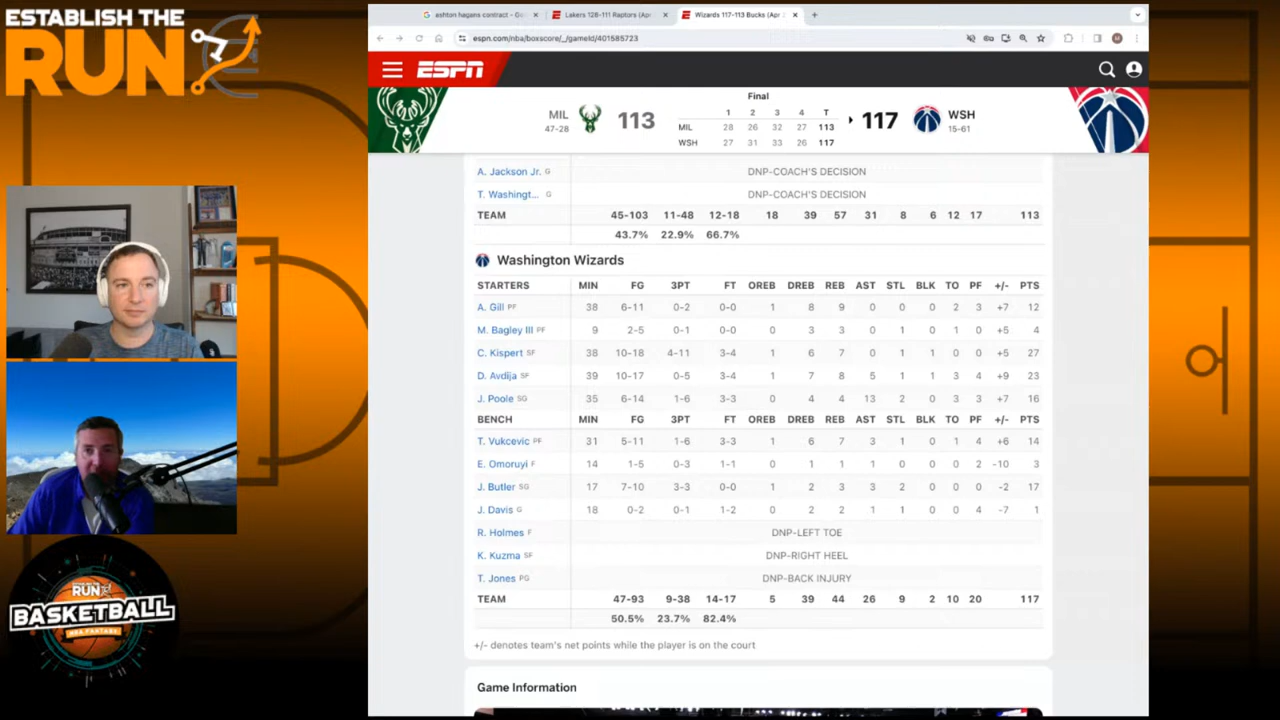 ESTABLISH THE
RUN
ashton hagans contract - G
Lakers 128-111 Raptors (Apr
Wizards 117-113 Bucks (Apr
espn.com/nba/boxscore/_/gameId/401585723
ESPN
Final
MIL 113 1 2 3 4 T 117 WSH
47-28 MIL 28 26 32 27 113 15-61
WSH 27 31 33 26 117
A. Jackson Jr. G DNP-COACH'S DECISION
T. Washingt... G DNP-COACH'S DECISION
TEAM 45-103 11-48 12-18 18 39 57 31 8 6 12 17 113
43.7% 22.9% 66.7%
Washington Wizards
STARTERS MIN FG 3PT FT OREB DREB REB AST STL BLK TO PF +/- PTS
A. Gill PF 38 6-11 0-2 0-0 1 8 9 0 0 0 2 3 +7 12
M. Bagley III PF 9 2-5 0-1 0-0 0 3 3 0 1 0 1 0 +5 4
C. Kispert SF 38 10-18 4-11 3-4 1 6 7 0 1 1 0 0 +5 27
D. Avdija SF 39 10-17 0-5 3-4 1 7 8 5 1 1 3 4 +9 23
J. Poole SG 35 6-14 1-6 3-3 0 4 4 13 2 0 3 3 +7 16
BENCH MIN FG 3PT FT OREB DREB REB AST STL BLK TO PF +/- PTS
T. Vukcevic PF 31 5-11 1-6 3-3 1 6 7 3 1 0 1 4 +6 14
E. Omoruyi F 14 1-5 0-3 1-1 0 1 1 1 0 0 0 2 -10 3
J. Butler SG 17 7-10 3-3 0-0 1 2 3 3 2 0 0 0 -2 17
J. Davis G 18 0-2 0-1 1-2 0 2 2 1 1 0 0 4 -7 1
R. Holmes F DNP-LEFT TOE
K. Kuzma SF DNP-RIGHT HEEL
T. Jones PG DNP-BACK INJURY
TEAM 47-93 9-38 14-17 5 39 44 26 9 2 10 20 117
50.5% 23.7% 82.4%
+/- denotes team's net points while the player is on the court
Game Information
ESTABLISH THE
RUN
BASKETBALL
NBA FANTASY